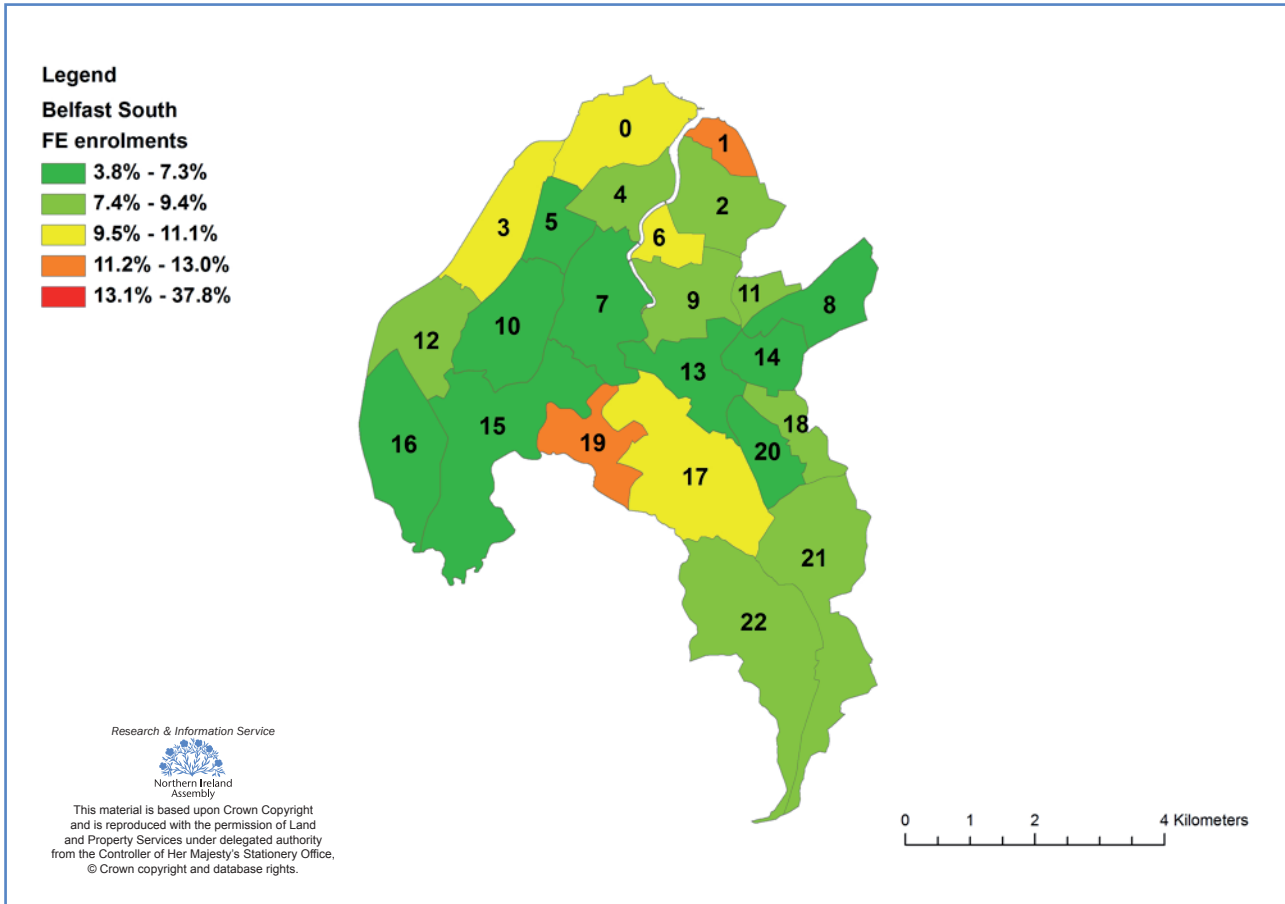 Legend
Belfast South
FE enrolments
3.8% - 7.3%
7.4% - 9.4%
9.5% - 11.1%
11.2% - 13.0%
13.1% - 37.8%
0
1
4
2
5
3
6
9
11
7
8
10
12
14
13
18
15
19
16
20
17
21
22
Research & Information Service
Northern Ireland
Assembly
This material is based upon Crown Copyright
and is reproduced with the permission of Land
and Property Services under delegated authority
from the Controller of Her Majesty's Stationery Office,
© Crown copyright and database rights.
0 1 2 4 Kilometers